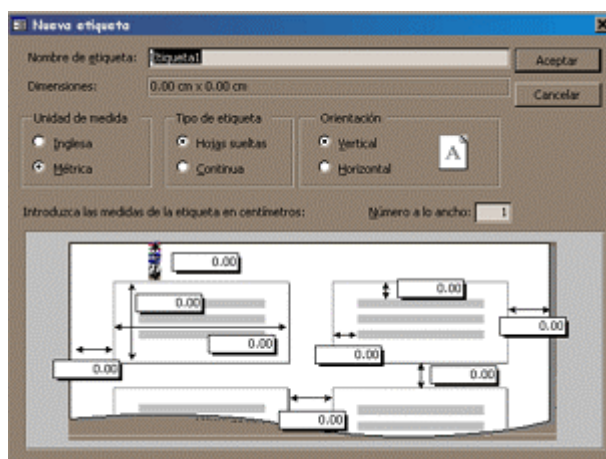 Nueva etiqueta
Nombre de etiqueta: Etiqueta1
Aceptar
Dimensiones: 0.00 cm x 0.00 cm
Cancelar
Unidad de medida
Inglesa
Métrica
Tipo de etiqueta
Hojas sueltas
Continua
Orientación
Vertical
Horizontal
A
Introduzca las medidas de la etiqueta en centímetros:
Número a lo ancho: 1
0.00
0.00
0.00
0.00
0.00
0.00
0.00
0.00
0.00